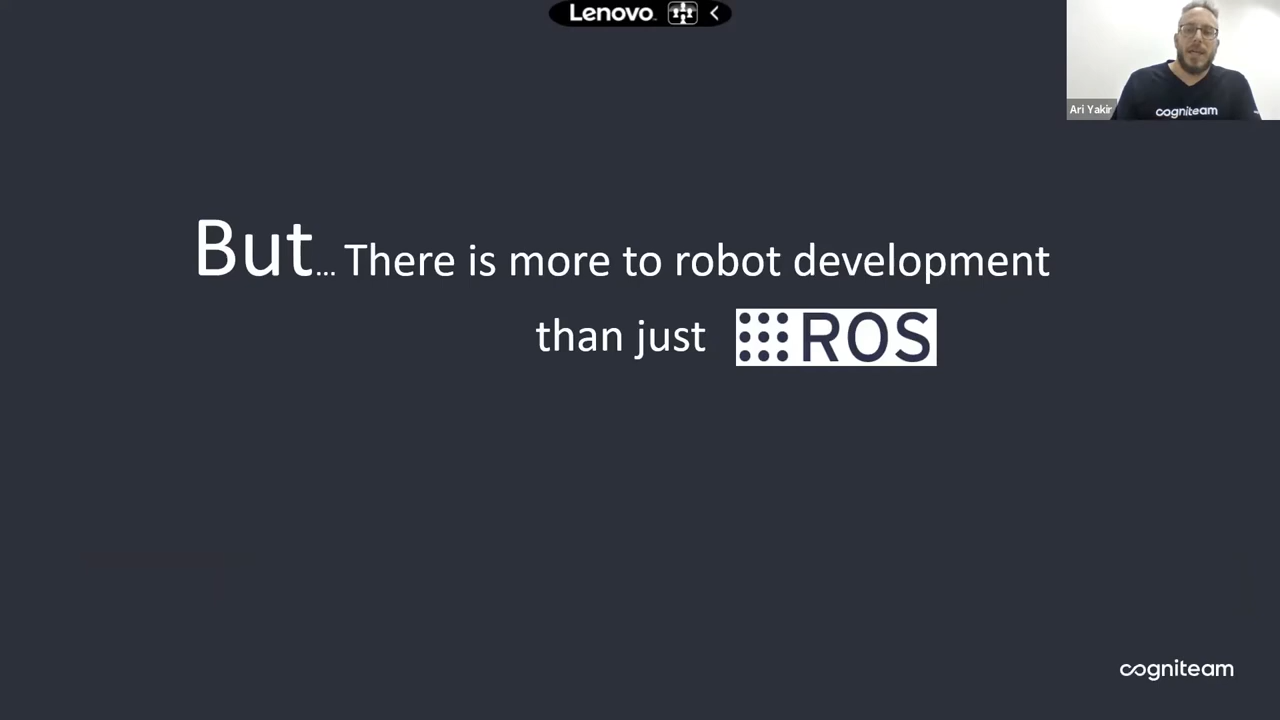 Lenovo
Ari Yakir
cogniteam
But... There is more to robot development
than just ROS
cogniteam